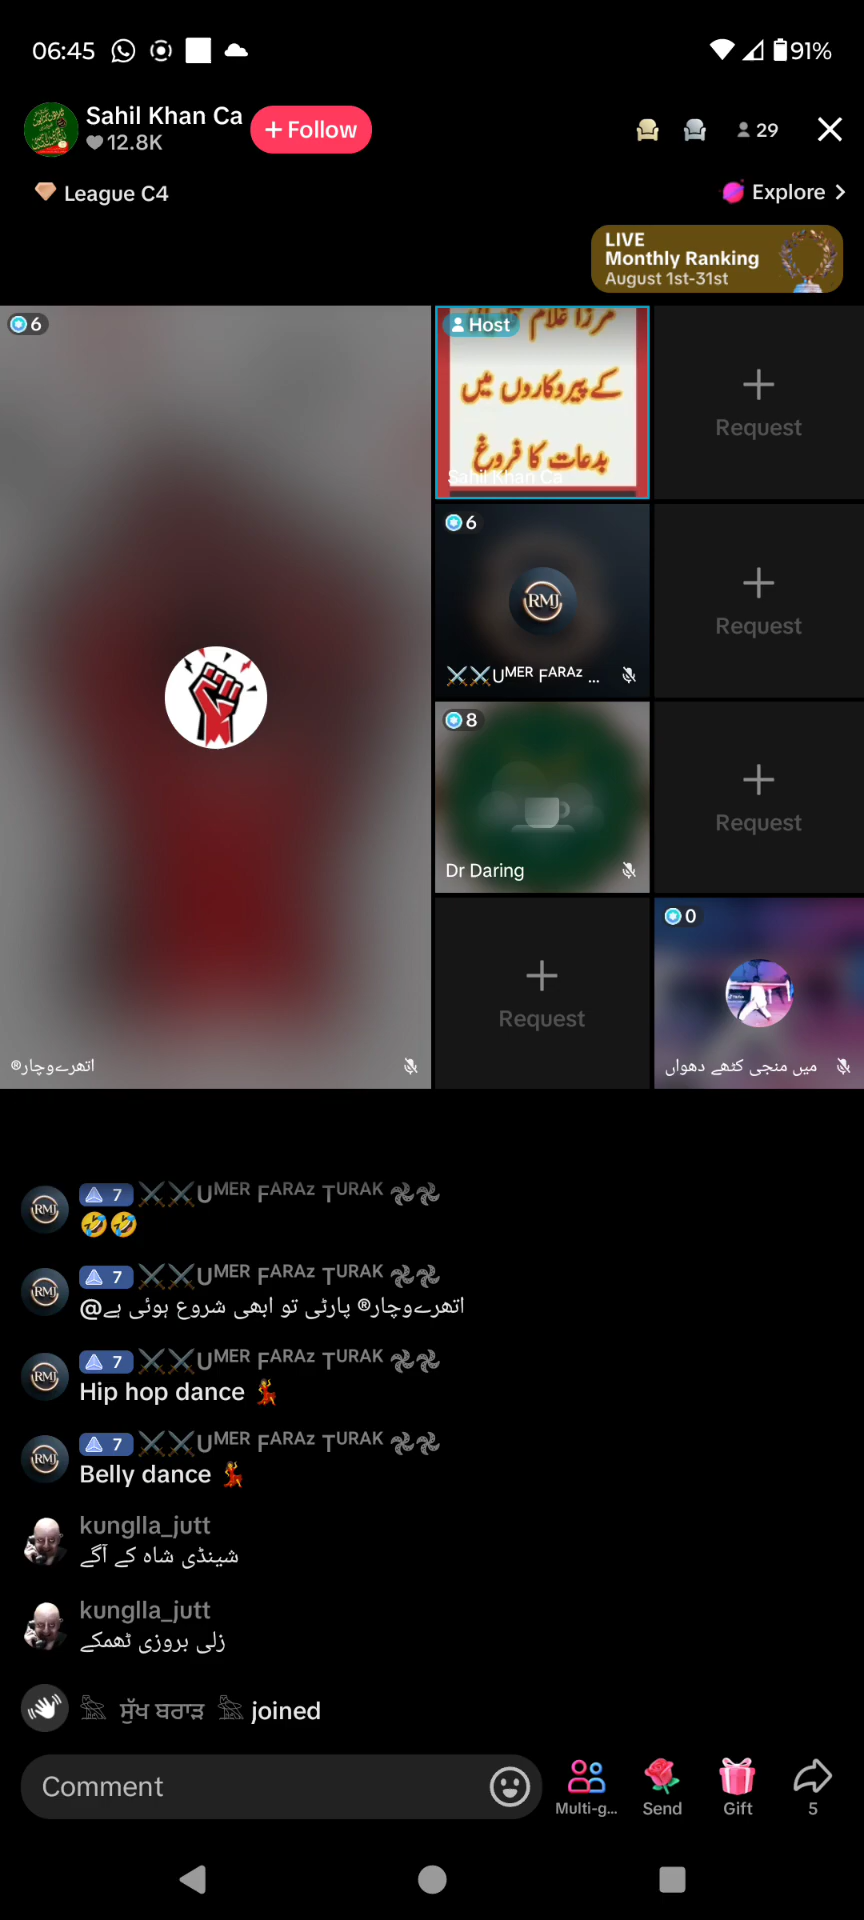 06:45
91%
Sahil Khan Ca
12.8K
+ Follow
29
League C4
Explore
LIVE
Monthly Ranking
August 1st-31st
6
Host
مرزا غلام
کے پیروکاروں میں
بدعات کا فروغ
Sahil Khan Ca
Request
6
RMJ
⚔️⚔️Uᴹᴱᴿ Fᴬᴿᴬᶻ ...
Request
8
Dr Daring
Request
Request
0
اتھرےوچار®
میں منجی کتھے دھواں
7 ⚔️⚔️Uᴹᴱᴿ Fᴬᴿᴬᶻ Tᵁᴿᴬᴷ
🤣🤣
7 ⚔️⚔️Uᴹᴱᴿ Fᴬᴿᴬᶻ Tᵁᴿᴬᴷ
@اتھرےوچار® پارٹی تو ابھی شروع ہوئی ہے
7 ⚔️⚔️Uᴹᴱᴿ Fᴬᴿᴬᶻ Tᵁᴿᴬᴷ
Hip hop dance 💃
7 ⚔️⚔️Uᴹᴱᴿ Fᴬᴿᴬᶻ Tᵁᴿᴬᴷ
Belly dance 💃
kunglla_jutt
شینڈی شاہ کے آگے
kunglla_jutt
زلی بروزی ٹھمکے
ਸੁੱਖ ਬਰਾੜ joined
Comment
Multi-g...
Send
Gift
5